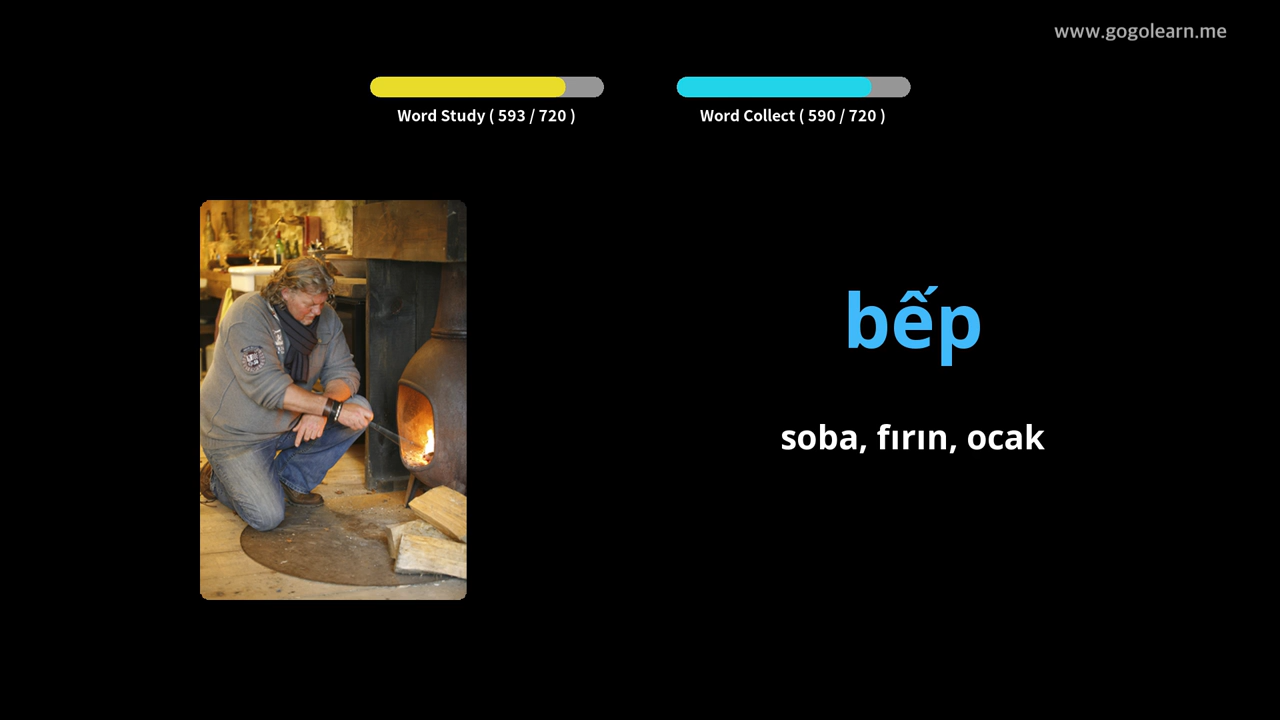 www.gogolearn.me
Word Study ( 593 / 720 )
Word Collect ( 590 / 720 )
bếp
soba, fırın, ocak